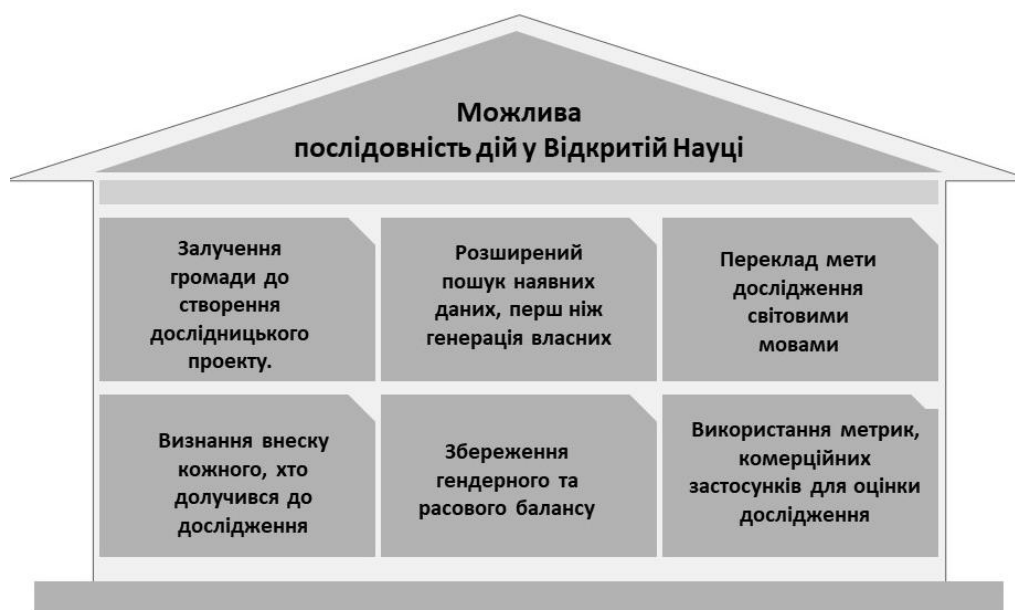 Можлива
послідовність дій у Відкритій Науці
Залучення
громади до
створення
дослідницького
проекту.
Розширений
пошук наявних
даних, перш ніж
генерація власних
Переклад мети
дослідження
світовими
мовами
Визнання внеску
кожного, хто
долучився до
дослідження
Збереження
гендерного та
расового балансу
Використання метрик,
комерційних
застосунків для оцінки
дослідження